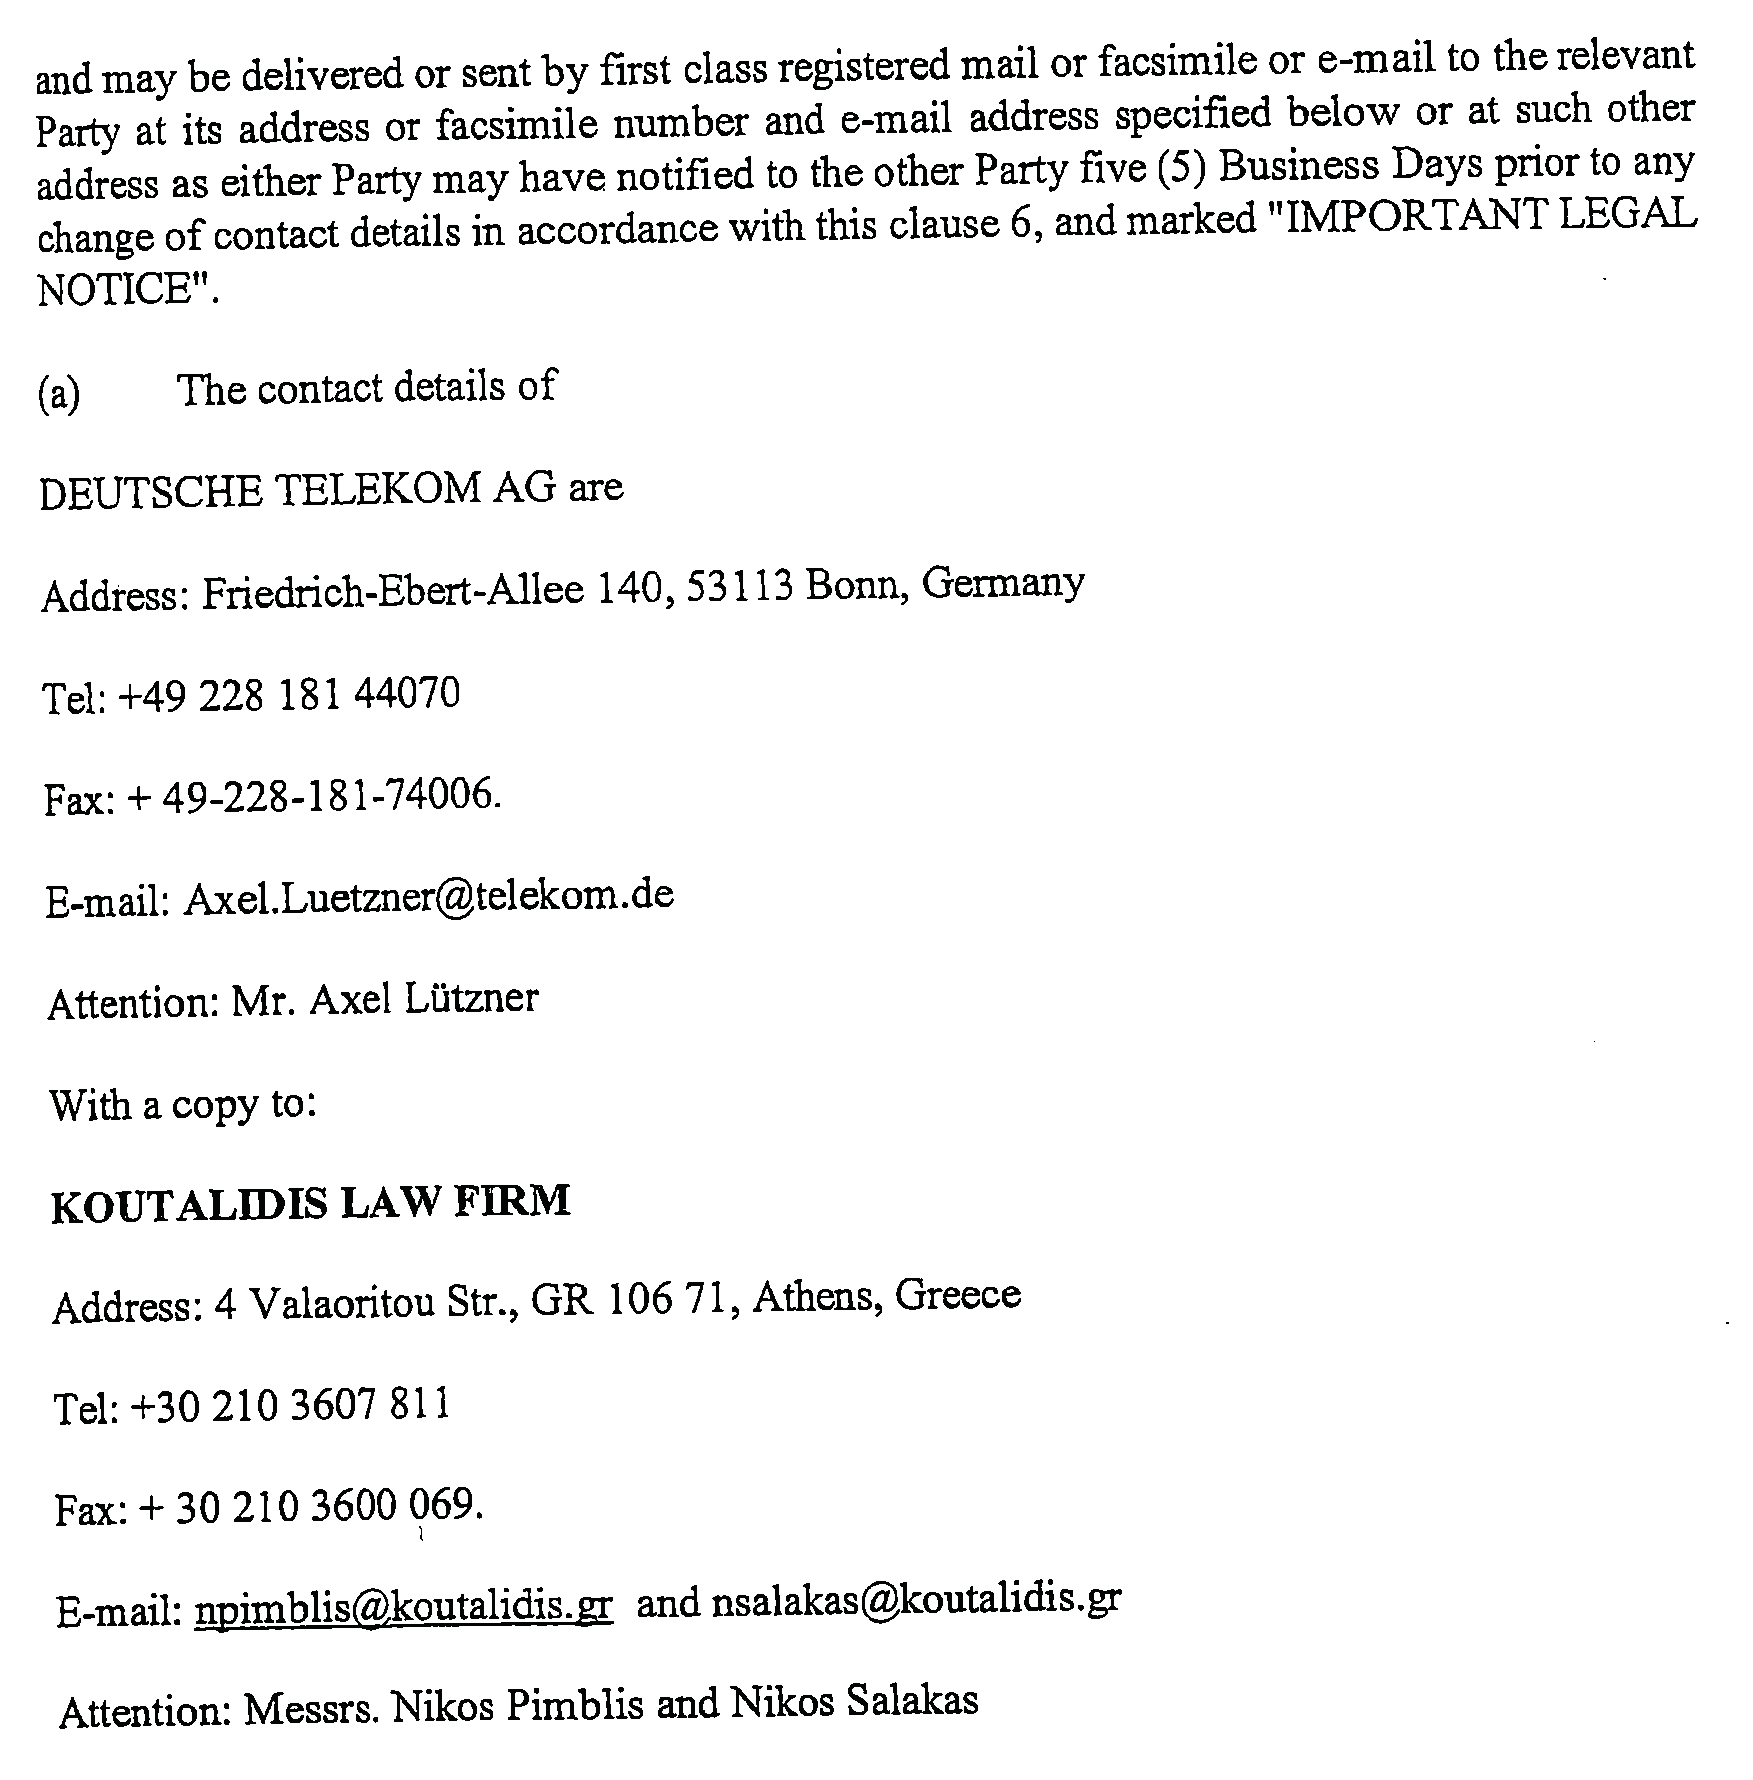 and may be delivered or sent by first class registered mail or facsimile or e-mail to the relevant
Party at its address or facsimile number and e-mail address specified below or at such other
address as either Party may have notified to the other Party five (5) Business Days prior to any
change of contact details in accordance with this clause 6, and marked "IMPORTANT LEGAL
NOTICE".
(a) The contact details of
DEUTSCHE TELEKOM AG are
Address: Friedrich-Ebert-Allee 140, 53113 Bonn, Germany
Tel: +49 228 181 44070
Fax: + 49-228-181-74006.
E-mail: Axel.Luetzner@telekom.de
Attention: Mr. Axel Lützner
With a copy to:
KOUTALIDIS LAW FIRM
Address: 4 Valaoritou Str., GR 106 71, Athens, Greece
Tel: +30 210 3607 811
Fax: + 30 210 3600 069.
E-mail: npimblis@koutalidis.gr and nsalakas@koutalidis.gr
Attention: Messrs. Nikos Pimblis and Nikos Salakas